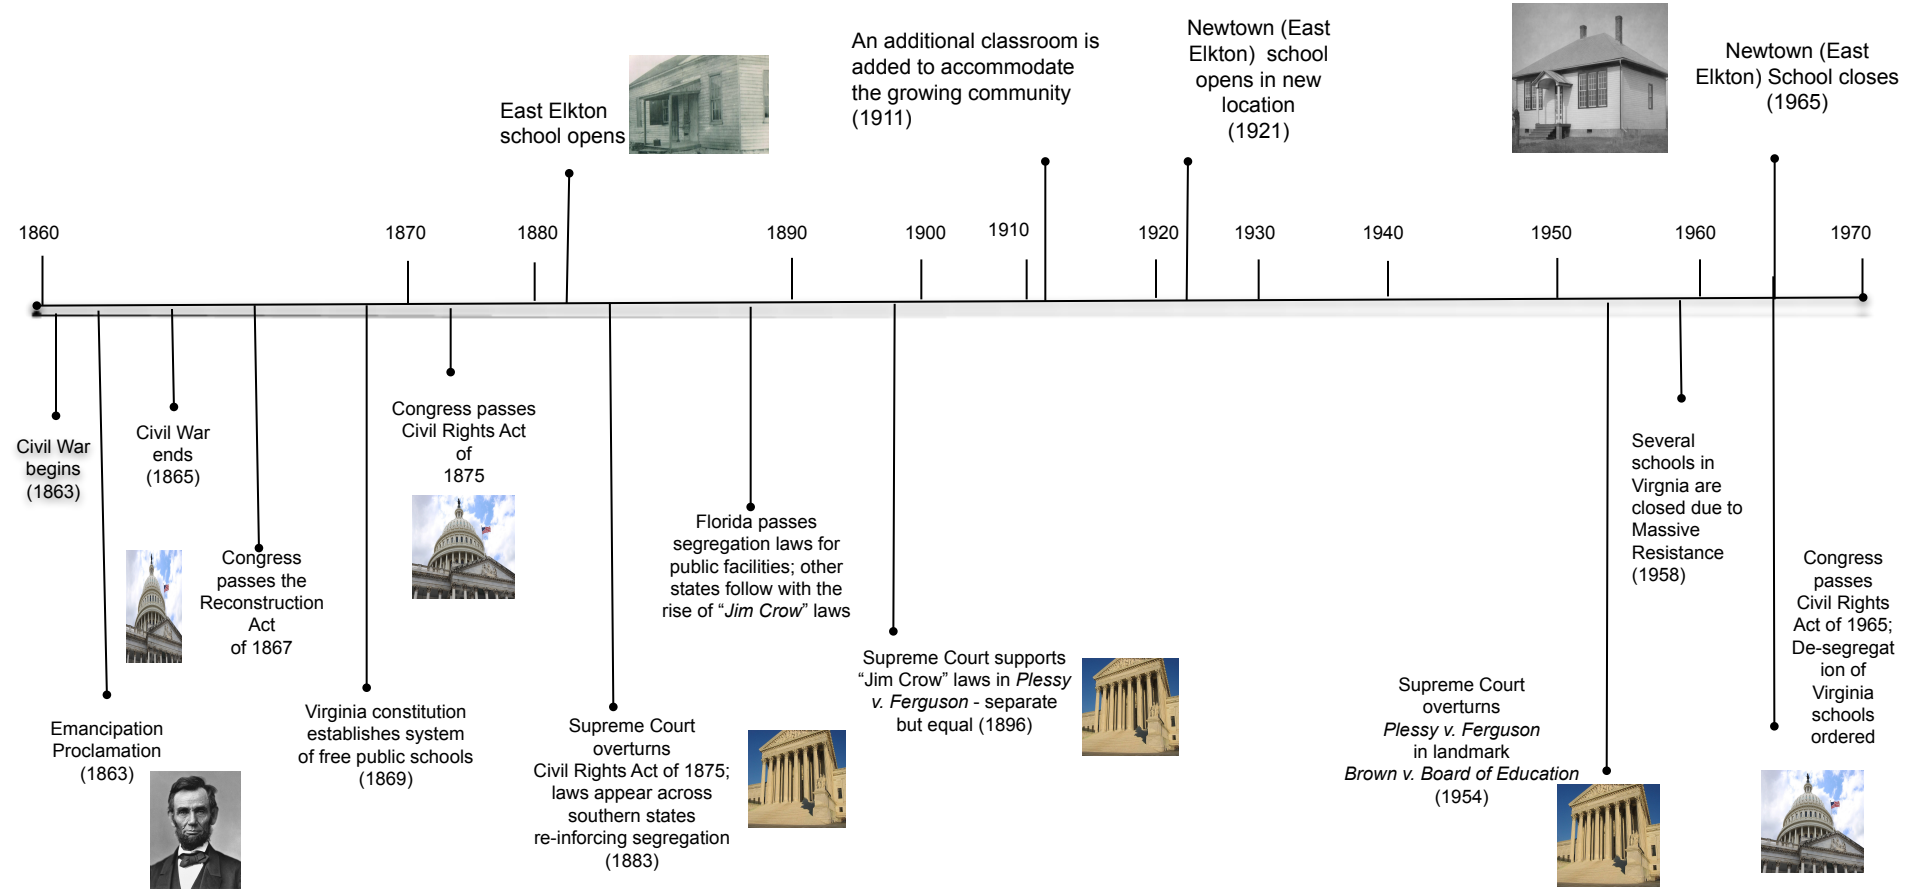 East Elkton
school opens
An additional classroom is
added to accommodate
the growing community
(1911)
Newtown (East
Elkton) school
opens in new
location
(1921)
Newtown (East
Elkton) School closes
(1965)
1860
1870
1880
1890
1900
1910
1920
1930
1940
1950
1960
1970
Civil War
begins
(1863)
Emancipation
Proclamation
(1863)
Civil War
ends
(1865)
Congress
passes the
Reconstruction
Act
of 1867
Virginia constitution
establishes system
of free public schools
(1869)
Congress passes
Civil Rights Act
of
1875
Supreme Court
overturns
Civil Rights Act of 1875;
laws appear across
southern states
re-inforcing segregation
(1883)
Florida passes
segregation laws for
public facilities; other
states follow with the
rise of “Jim Crow” laws
Supreme Court supports
“Jim Crow” laws in Plessy
v. Ferguson - separate
but equal (1896)
Supreme Court
overturns
Plessy v. Ferguson
in landmark
Brown v. Board of Education
(1954)
Several
schools in
Virgnia are
closed due to
Massive
Resistance
(1958)
Congress
passes
Civil Rights
Act of 1965;
De-segregat
ion of
Virginia
schools
ordered